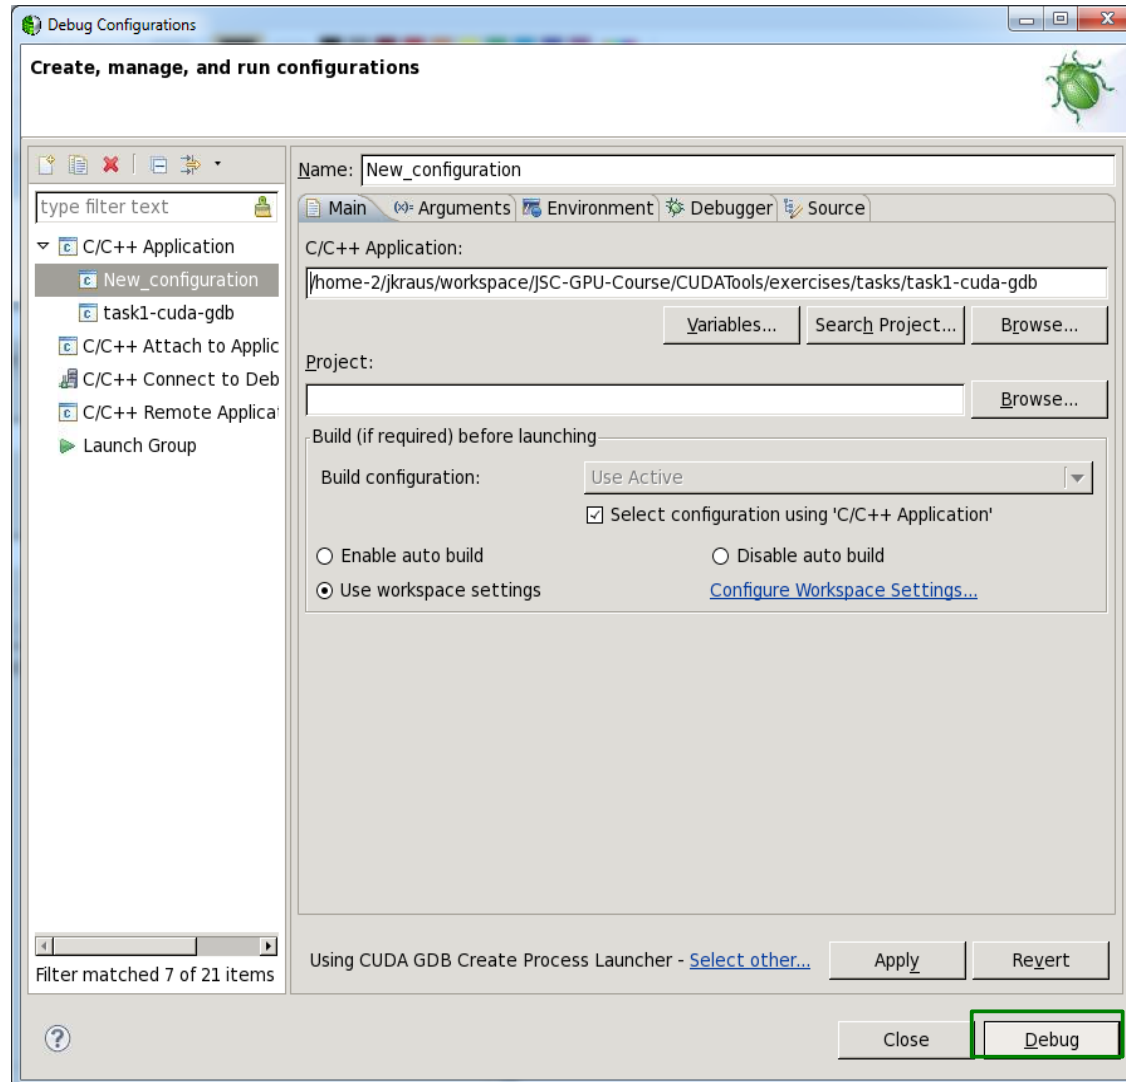 Debug Configurations
Create, manage, and run configurations
type filter text
C/C++ Application
New_configuration
task1-cuda-gdb
C/C++ Attach to Applic
C/C++ Connect to Deb
C/C++ Remote Applica
Launch Group
Filter matched 7 of 21 items
Name: New_configuration
Main (x)= Arguments Environment Debugger Source
C/C++ Application:
/home-2/jkraus/workspace/JSC-GPU-Course/CUDATools/exercises/tasks/task1-cuda-gdb
Variables... Search Project... Browse...
Project:
Browse...
Build (if required) before launching
Build configuration: Use Active
Select configuration using 'C/C++ Application'
Enable auto build Disable auto build
Use workspace settings Configure Workspace Settings...
Using CUDA GDB Create Process Launcher - Select other... Apply Revert
? Close Debug